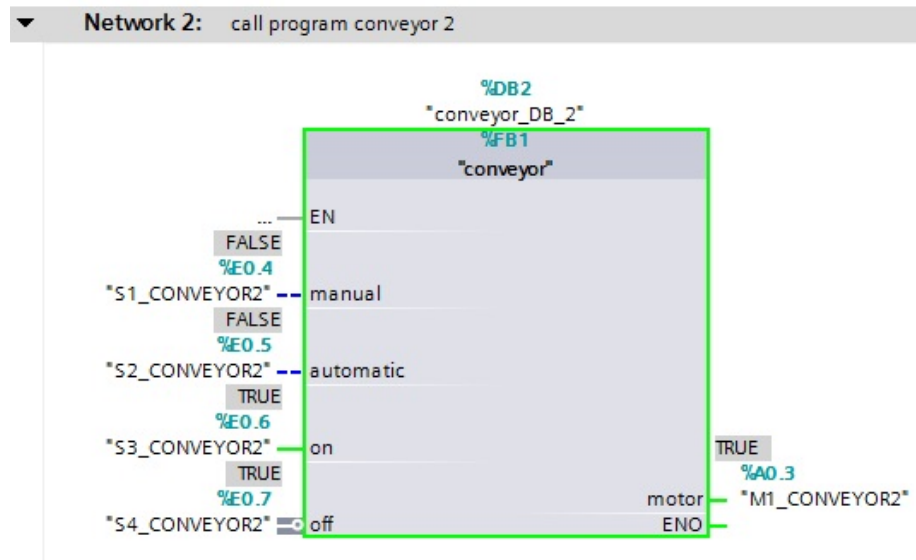 Network 2: call program conveyor 2
%DB2
"conveyor_DB_2"
%FB1
"conveyor"
... EN
FALSE
%E0.4
"S1_CONVEYOR2" manual
FALSE
%E0.5
"S2_CONVEYOR2" automatic
TRUE
%E0.6
"S3_CONVEYOR2" on
TRUE
TRUE
%E0.7
%A0.3
"S4_CONVEYOR2" off
motor "M1_CONVEYOR2"
ENO